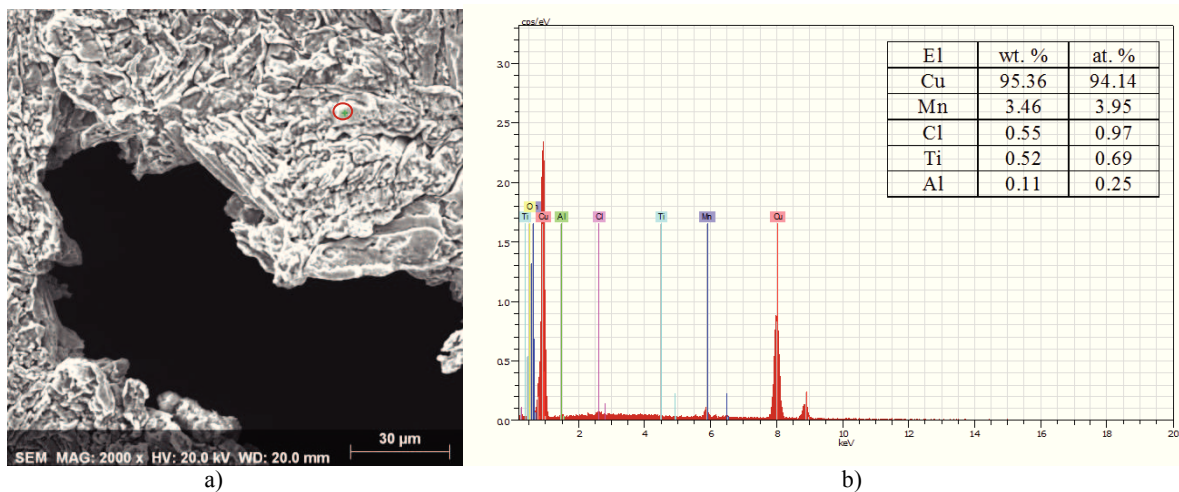 SEM MAG: 2000 x HV: 20.0 kV WD: 20.0 mm
30 µm
a)
cps/eV
3.0
2.5
2.0
1.5
1.0
0.5
0.0
O
Ti Cu Al Cl Ti Mn Cu
2 4 6 8 10 12 14 16 18 20
keV
El wt. % at. %
Cu 95.36 94.14
Mn 3.46 3.95
Cl 0.55 0.97
Ti 0.52 0.69
Al 0.11 0.25
b)